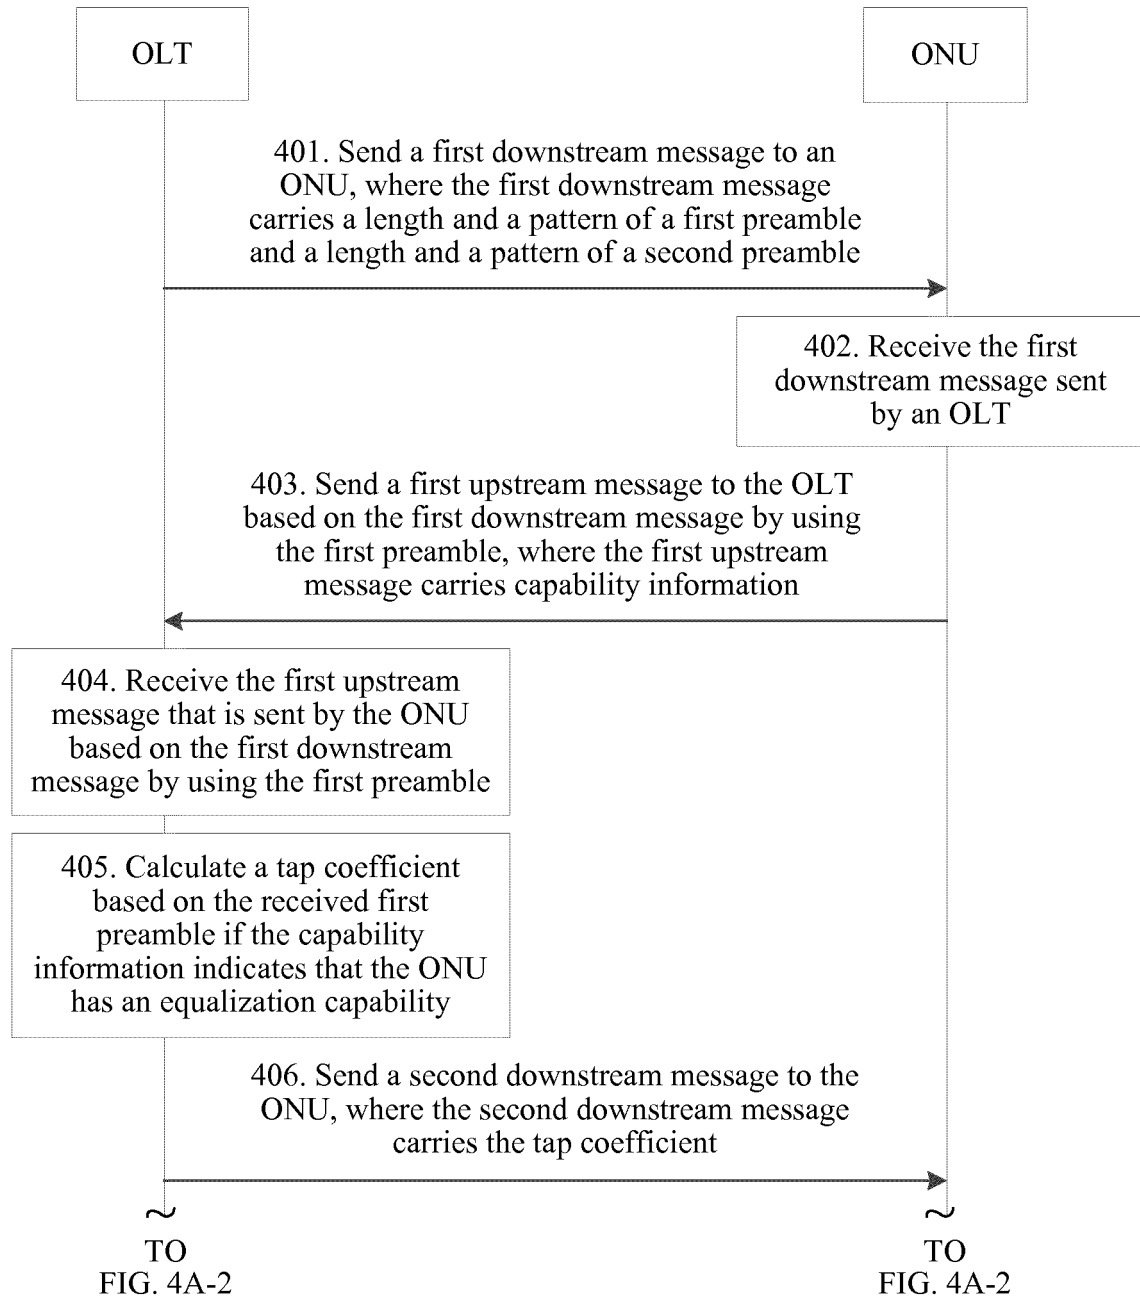 OLT
ONU
401. Send a first downstream message to an
ONU, where the first downstream message
carries a length and a pattern of a first preamble
and a length and a pattern of a second preamble
402. Receive the first
downstream message sent
by an OLT
403. Send a first upstream message to the OLT
based on the first downstream message by using
the first preamble, where the first upstream
message carries capability information
404. Receive the first upstream
message that is sent by the ONU
based on the first downstream
message by using the first preamble
405. Calculate a tap coefficient
based on the received first
preamble if the capability
information indicates that the ONU
has an equalization capability
406. Send a second downstream message to the
ONU, where the second downstream message
carries the tap coefficient
~
TO
FIG. 4A-2
~
TO
FIG. 4A-2